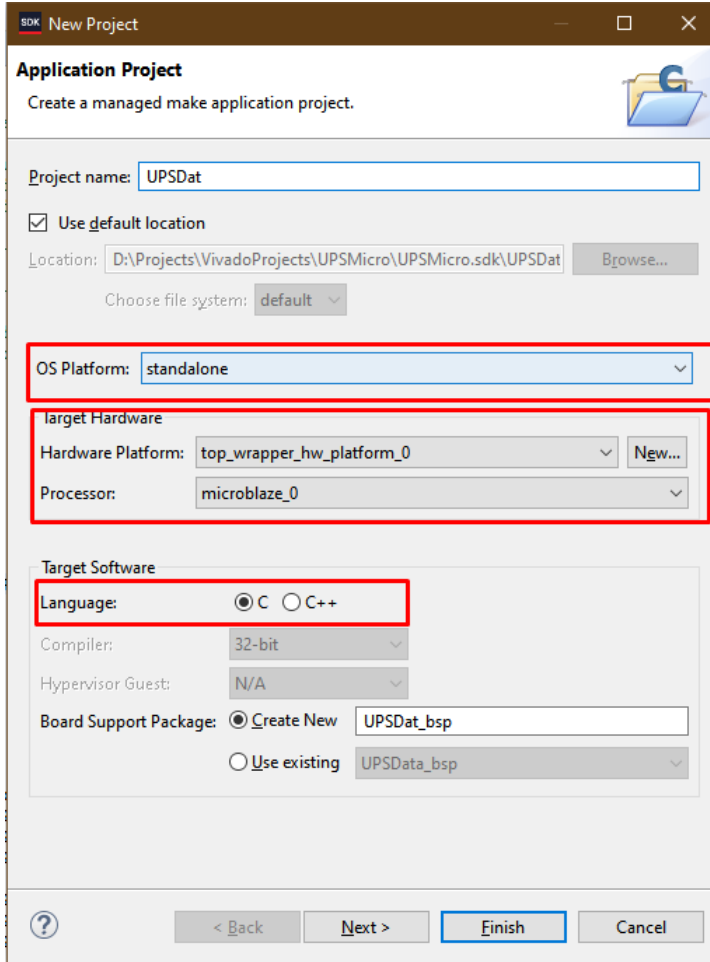 SDK New Project
Application Project
Create a managed make application project.
C
Project name: UPSDat
Use default location
Location: D:\Projects\VivadoProjects\UPSMicro\UPSMicro.sdk\UPSDat Browse...
Choose file system: default
OS Platform: standalone
Target Hardware
Hardware Platform: top_wrapper_hw_platform_0 New...
Processor: microblaze_0
Target Software
Language: C C++
Compiler: 32-bit
Hypervisor Guest: N/A
Board Support Package: Create New UPSDat_bsp
Use existing UPSData_bsp
? < Back Next > Finish Cancel